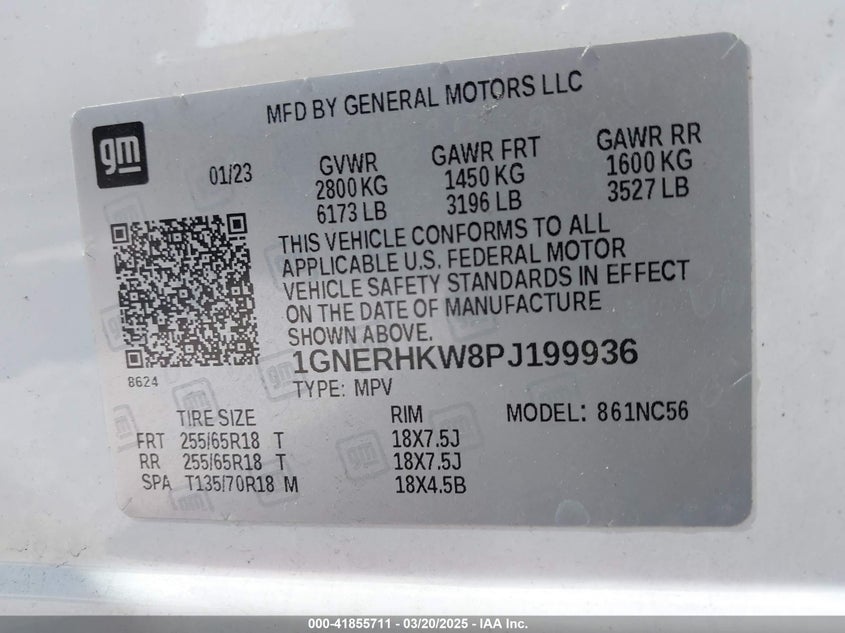 MFD BY GENERAL MOTORS LLC
gm
01/23
GVWR
2800 KG
6173 LB
GAWR FRT
1450 KG
3196 LB
GAWR RR
1600 KG
3527 LB
THIS VEHICLE CONFORMS TO ALL
APPLICABLE U.S. FEDERAL MOTOR
VEHICLE SAFETY STANDARDS IN EFFECT
ON THE DATE OF MANUFACTURE
SHOWN ABOVE.
1GNERHKW8PJ199936
8624
TYPE: MPV
TIRE SIZE RIM MODEL: 861NC56
FRT 255/65R18 T 18X7.5J
RR 255/65R18 T 18X7.5J
SPA T135/70R18 M 18X4.5B
000-41855711 - 03/20/2025 - IAA Inc.